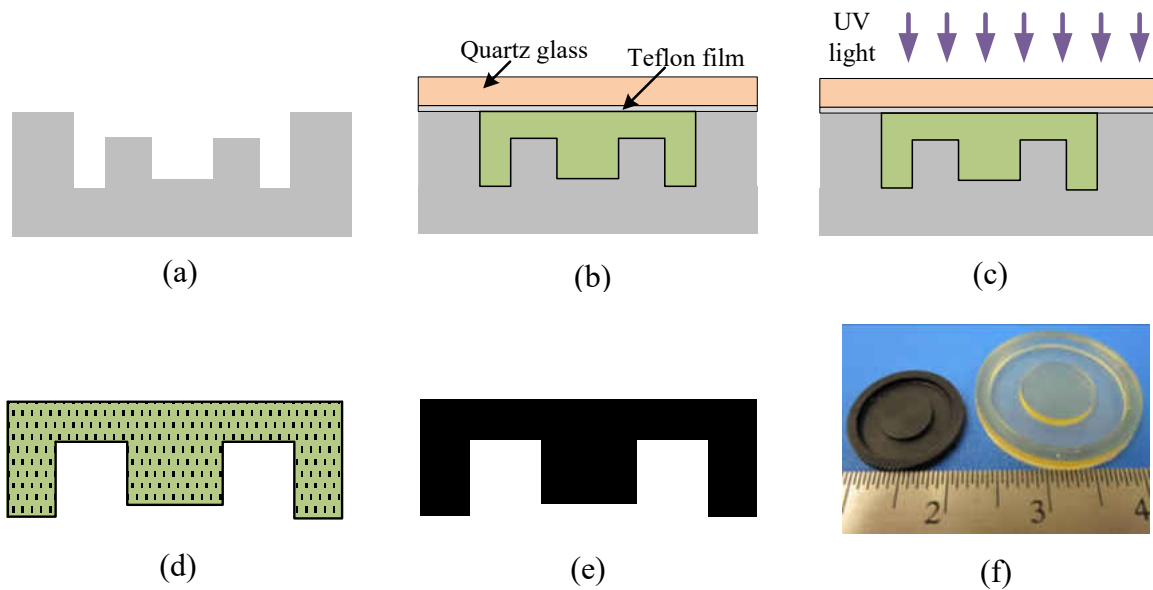 UV
light
Quartz glass
Teflon film
(a)
(b)
(c)
2
3
4
(d)
(e)
(f)